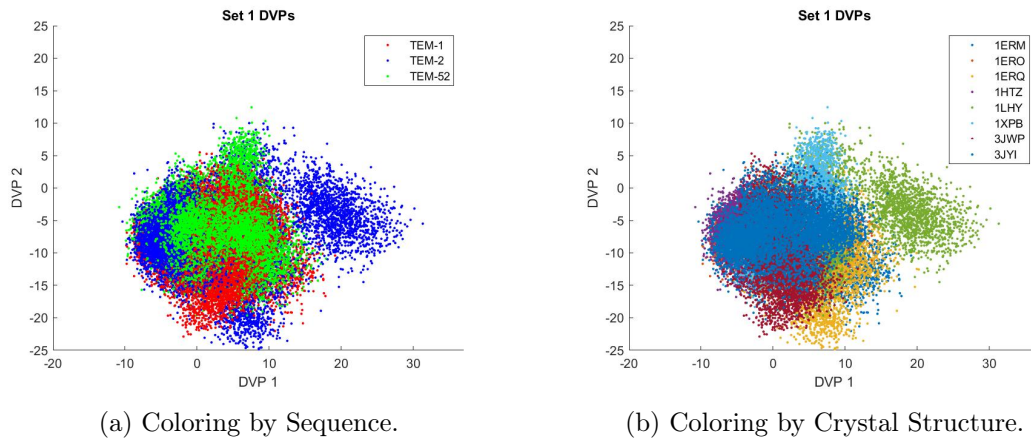 Set 1 DVPs
25
20
15
10
5
0
-5
-10
-15
-20
-25
DVP 2
-20
-10
0
10
20
30
DVP 1
TEM-1
TEM-2
TEM-52
(a) Coloring by Sequence.
Set 1 DVPs
25
20
15
10
5
0
-5
-10
-15
-20
-25
DVP 2
-20
-10
0
10
20
30
DVP 1
1ERM
1ERO
1ERQ
1HTZ
1LHY
1XPB
3JWP
3JYI
(b) Coloring by Crystal Structure.